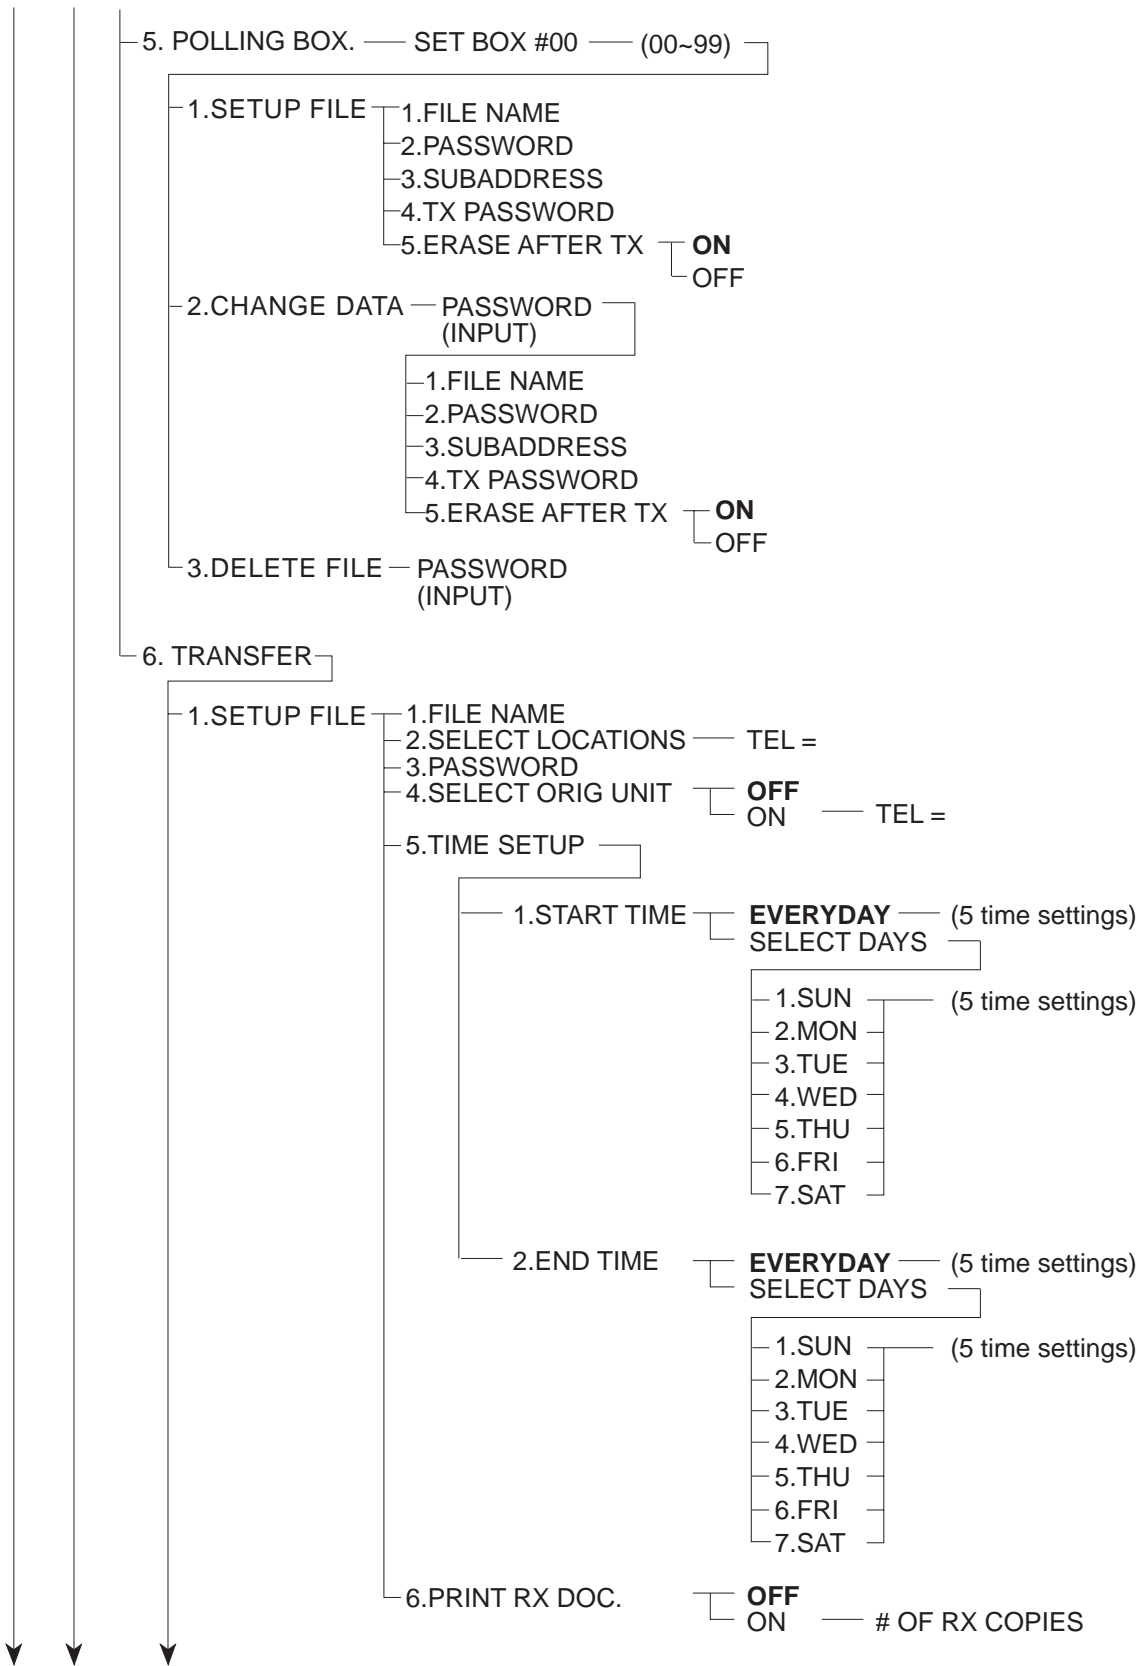 5. POLLING BOX. SET BOX #00 (00~99)
1.SETUP FILE 1.FILE NAME
2.PASSWORD
3.SUBADDRESS
4.TX PASSWORD
5.ERASE AFTER TX ON
OFF
2.CHANGE DATA PASSWORD
(INPUT)
1.FILE NAME
2.PASSWORD
3.SUBADDRESS
4.TX PASSWORD
5.ERASE AFTER TX ON
OFF
3.DELETE FILE PASSWORD
(INPUT)
6. TRANSFER
1.SETUP FILE 1.FILE NAME
2.SELECT LOCATIONS TEL =
3.PASSWORD
4.SELECT ORIG UNIT OFF
ON TEL =
5.TIME SETUP
1.START TIME EVERYDAY (5 time settings)
SELECT DAYS
1.SUN (5 time settings)
2.MON
3.TUE
4.WED
5.THU
6.FRI
7.SAT
2.END TIME EVERYDAY (5 time settings)
SELECT DAYS
1.SUN (5 time settings)
2.MON
3.TUE
4.WED
5.THU
6.FRI
7.SAT
6.PRINT RX DOC. OFF
ON # OF RX COPIES